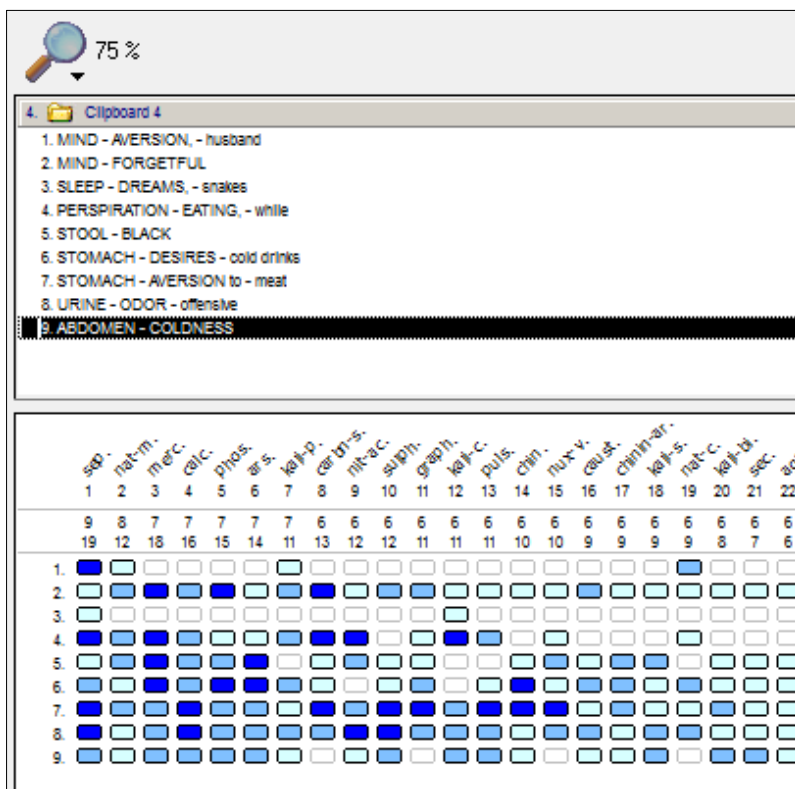 75 %
4. Clipboard 4
1. MIND - AVERSION, - husband
2. MIND - FORGETFUL
3. SLEEP - DREAMS, - snakes
4. PERSPIRATION - EATING, - while
5. STOOL - BLACK
6. STOMACH - DESIRES - cold drinks
7. STOMACH - AVERSION to - meat
8. URINE - ODOR - offensive
9. ABDOMEN - COLDNESS
sep. nat-m. merc. calc. phos. ars. kali-p. carbn-s. nit-ac. sulph. graph. kali-c. puls. chin. nux-v. caust. chinin-ar. kali-s. nat-c. kali-bi. sec.
1 2 3 4 5 6 7 8 9 10 11 12 13 14 15 16 17 18 19 20 21 22
9 8 7 7 7 7 7 6 6 6 6 6 6 6 6 6 6 6 6 6 6 6
19 12 18 16 15 14 11 13 12 12 11 11 11 10 10 9 9 9 9 8 7 6
1.
2.
3.
4.
5.
6.
7.
8.
9.